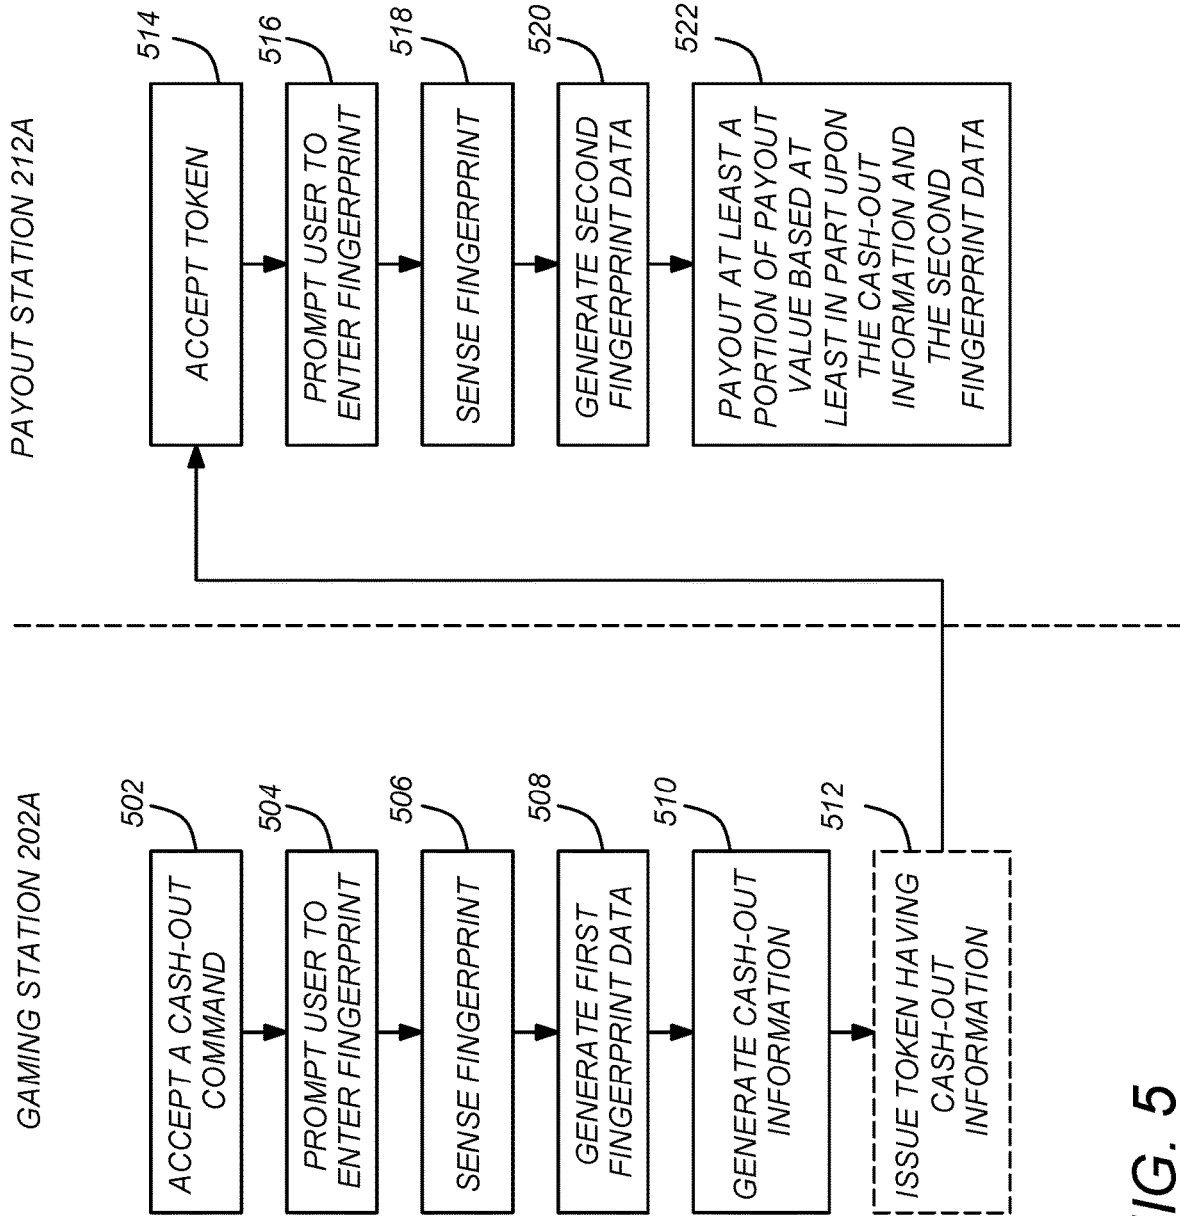 GAMING STATION 202A
502
ACCEPT A CASH-OUT
COMMAND
504
PROMPT USER TO
ENTER FINGERPRINT
506
SENSE FINGERPRINT
508
GENERATE FIRST
FINGERPRINT DATA
510
GENERATE CASH-OUT
INFORMATION
512
ISSUE TOKEN HAVING
CASH-OUT
INFORMATION
PAYOUT STATION 212A
514
ACCEPT TOKEN
516
PROMPT USER TO
ENTER FINGERPRINT
518
SENSE FINGERPRINT
520
GENERATE SECOND
FINGERPRINT DATA
522
PAYOUT AT LEAST A
PORTION OF PAYOUT
VALUE BASED AT
LEAST IN PART UPON
THE CASH-OUT
INFORMATION AND
THE SECOND
FINGERPRINT DATA
FIG. 5